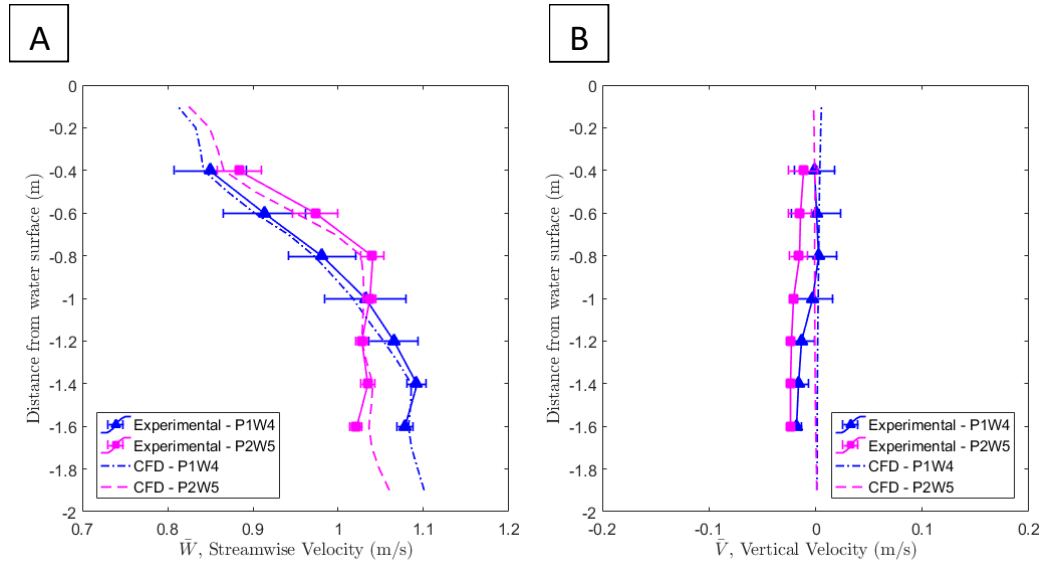 A
B
0
-0.2
-0.4
-0.6
-0.8
-1
-1.2
-1.4
-1.6
-1.8
-2
Distance from water surface (m)
Experimental - P1W4
Experimental - P2W5
CFD - P1W4
CFD - P2W5
0.7 0.8 0.9 1 1.1 1.2
W̄, Streamwise Velocity (m/s)
0
-0.2
-0.4
-0.6
-0.8
-1
-1.2
-1.4
-1.6
-1.8
-2
Distance from water surface (m)
Experimental - P1W4
Experimental - P2W5
CFD - P1W4
CFD - P2W5
-0.2 -0.1 0 0.1 0.2
V̄, Vertical Velocity (m/s)